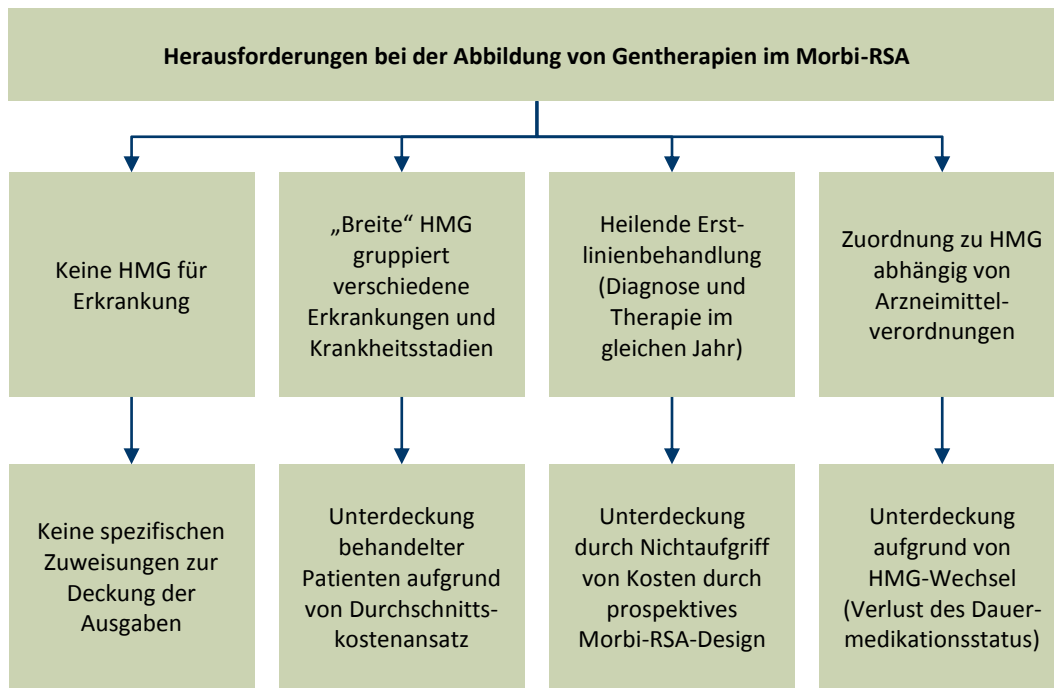 Herausforderungen bei der Abbildung von Gentherapien im Morbi-RSA
Keine HMG für
Erkrankung
„Breite“ HMG
gruppiert
verschiedene
Erkrankungen und
Krankheitsstadien
Heilende Erst-
linienbehandlung
(Diagnose und
Therapie im
gleichen Jahr)
Zuordnung zu HMG
abhängig von
Arzneimittel-
verordnungen
Keine spezifischen
Zuweisungen zur
Deckung der
Ausgaben
Unterdeckung
behandelter
Patienten aufgrund
von Durchschnitts-
kostenansatz
Unterdeckung
durch Nichtaufgriff
von Kosten durch
prospektives
Morbi-RSA-Design
Unterdeckung
aufgrund von
HMG-Wechsel
(Verlust des Dauer-
medikationsstatus)